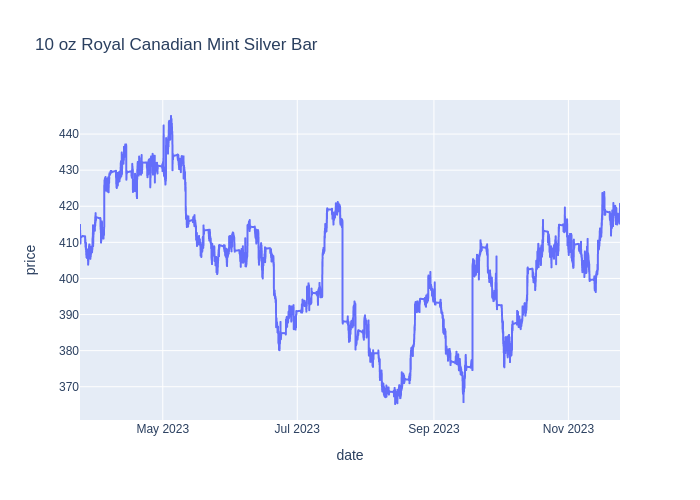 10 oz Royal Canadian Mint Silver Bar
440
430
420
410
400
390
380
370
price
May 2023
Jul 2023
Sep 2023
Nov 2023
date